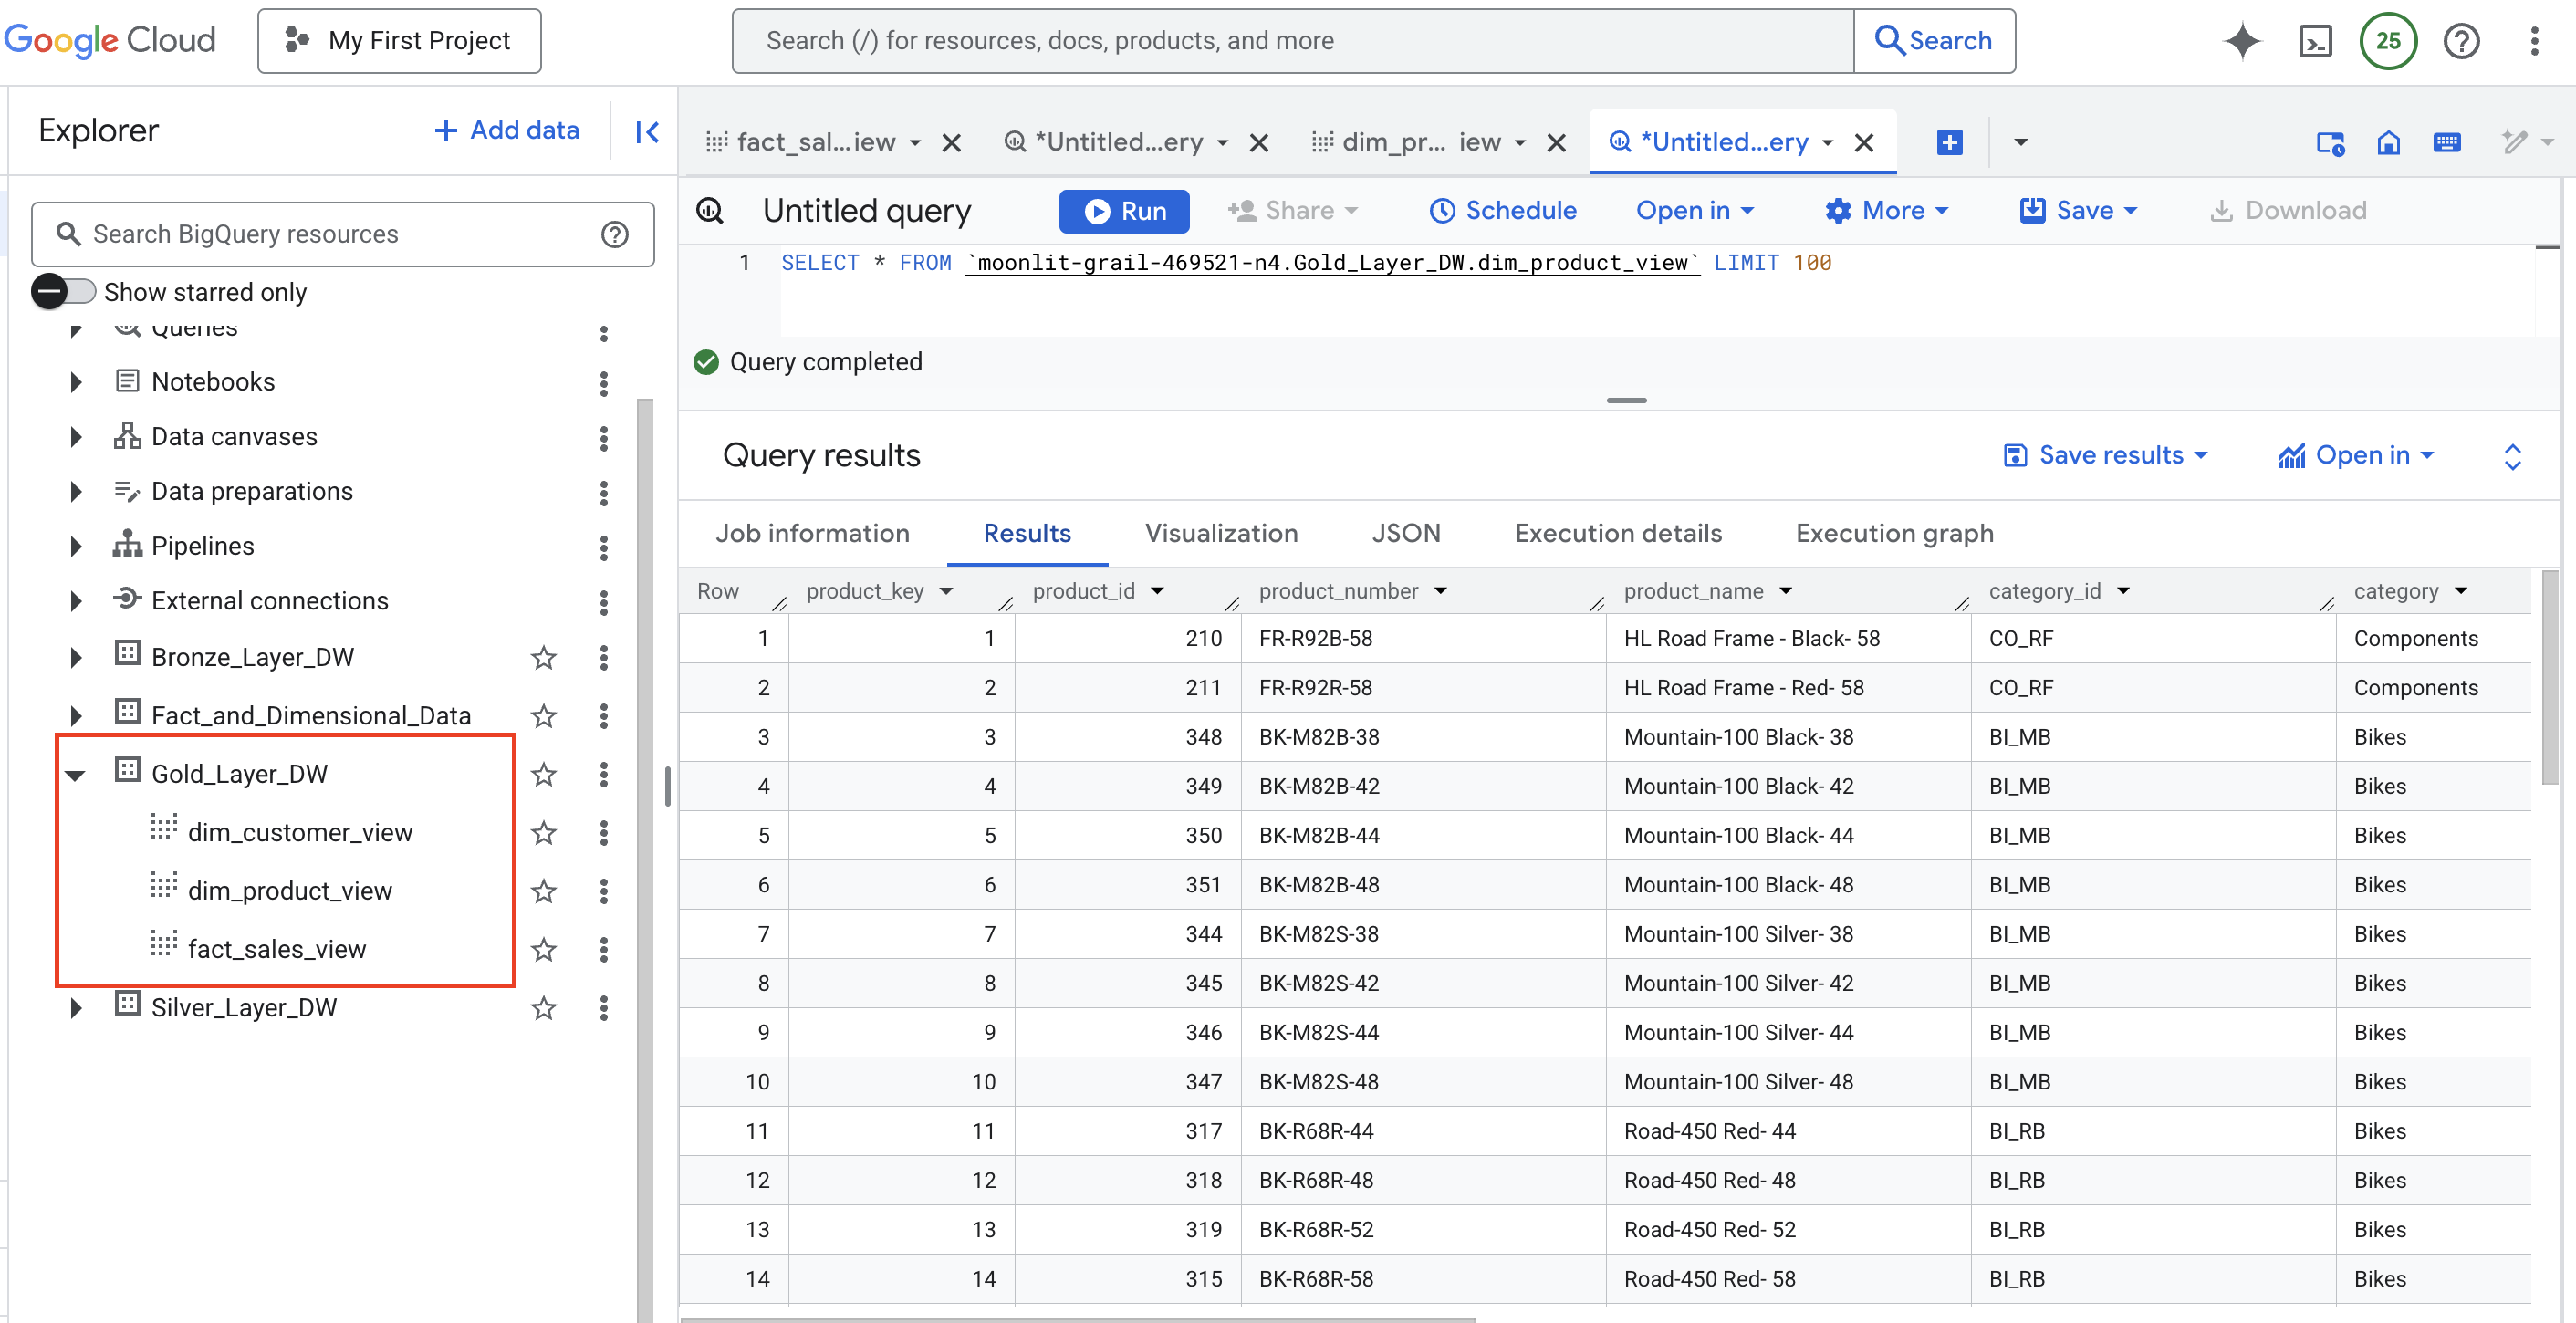 Google Cloud
My First Project
Search (/) for resources, docs, products, and more
Search
25
Explorer
+ Add data
fact_sal... iew
*Untitled...ery
dim_pr... iew
*Untitled...ery
Untitled query
Run
Share
Schedule
Open in
More
Save
Download
Search BigQuery resources
Show starred only
1 SELECT * FROM `moonlit-grail-469521-n4.Gold_Layer_DW.dim_product_view` LIMIT 100
Query completed
Queries
Notebooks
Data canvases
Data preparations
Pipelines
External connections
Bronze_Layer_DW
Fact_and_Dimensional_Data
Gold_Layer_DW
dim_customer_view
dim_product_view
fact_sales_view
Silver_Layer_DW
Query results
Save results
Open in
Job information Results Visualization JSON Execution details Execution graph
Row product_key product_id product_number product_name category_id category
1 1 210 FR-R92B-58 HL Road Frame - Black- 58 CO_RF Components
2 2 211 FR-R92R-58 HL Road Frame - Red- 58 CO_RF Components
3 3 348 BK-M82B-38 Mountain-100 Black- 38 BI_MB Bikes
4 4 349 BK-M82B-42 Mountain-100 Black- 42 BI_MB Bikes
5 5 350 BK-M82B-44 Mountain-100 Black- 44 BI_MB Bikes
6 6 351 BK-M82B-48 Mountain-100 Black- 48 BI_MB Bikes
7 7 344 BK-M82S-38 Mountain-100 Silver- 38 BI_MB Bikes
8 8 345 BK-M82S-42 Mountain-100 Silver- 42 BI_MB Bikes
9 9 346 BK-M82S-44 Mountain-100 Silver- 44 BI_MB Bikes
10 10 347 BK-M82S-48 Mountain-100 Silver- 48 BI_MB Bikes
11 11 317 BK-R68R-44 Road-450 Red- 44 BI_RB Bikes
12 12 318 BK-R68R-48 Road-450 Red- 48 BI_RB Bikes
13 13 319 BK-R68R-52 Road-450 Red- 52 BI_RB Bikes
14 14 315 BK-R68R-58 Road-450 Red- 58 BI_RB Bikes